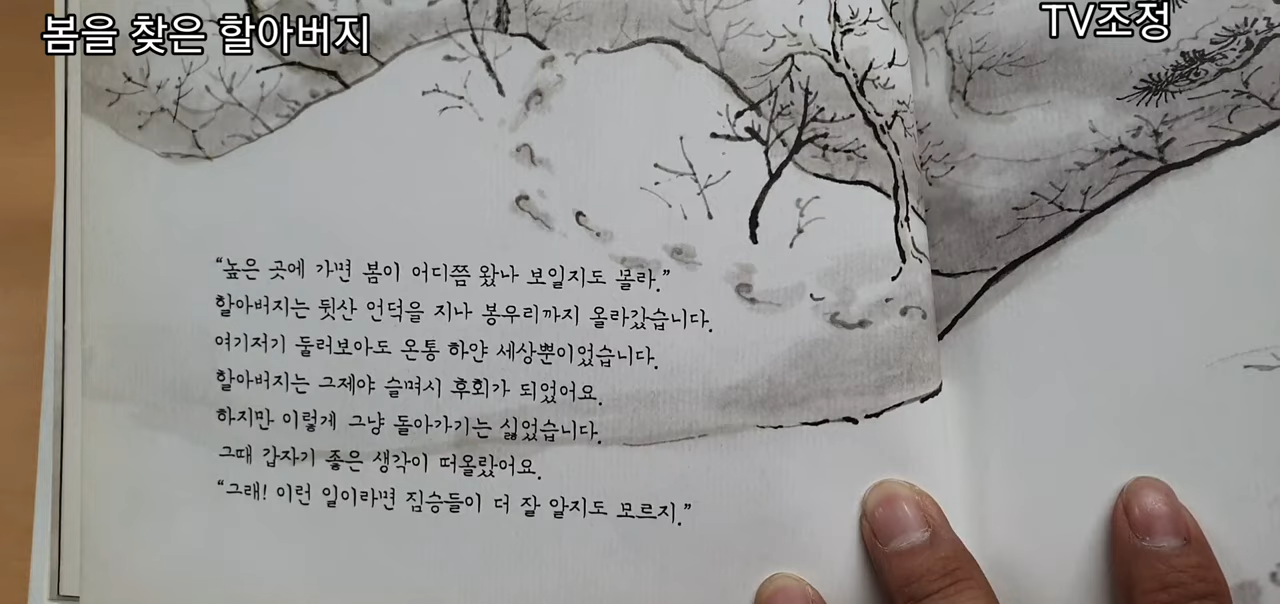 봄을 찾은 할아버지
TV조정
“높은 곳에 가면 봄이 어디쯤 왔나 보일지도 몰라.”
할아버지는 뒷산 언덕을 지나 봉우리까지 올라갔습니다.
여기저기 둘러보아도 온통 하얀 세상뿐이었습니다.
할아버지는 그제야 슬며시 후회가 되었어요.
하지만 이렇게 그냥 돌아가기는 싫었습니다.
그때 갑자기 좋은 생각이 떠올랐어요.
“그래! 이런 일이라면 짐승들이 더 잘 알지도 모르지.”